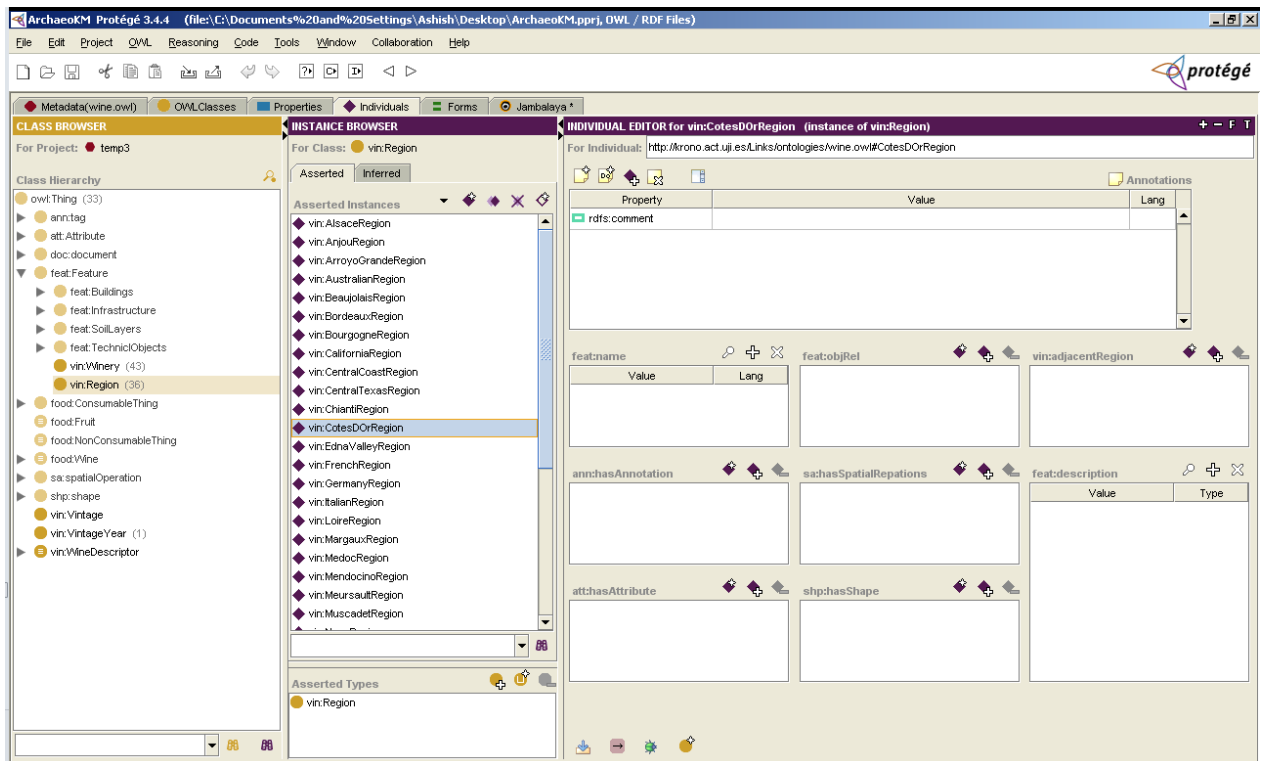 ArchaeoKM Protégé 3.4.4 (file:\C:\Documents%20and%20Settings\Ashish\Desktop\ArchaeoKM.pprj, OWL / RDF Files)
File Edit Project OWL Reasoning Code Tools Window Collaboration Help
protégé
Metadata(wine.owl) OWLClasses Properties Individuals Forms Jambalaya *
CLASS BROWSER
For Project: temp3
Class Hierarchy
owl:Thing (33)
ann:tag
att:Attribute
doc:document
feat:Feature
feat:Buildings
feat:Infrastructure
feat:SoilLayers
feat:TechniclObjects
vin:Winery (43)
vin:Region (36)
food:ConsumableThing
food:Fruit
food:NonConsumableThing
food:Wine
sa:spatialOperation
shp:shape
vin:Vintage
vin:VintageYear (1)
vin:WineDescriptor
INSTANCE BROWSER
For Class: vin:Region
Asserted Inferred
Asserted Instances
vin:AlsaceRegion
vin:AnjouRegion
vin:ArroyoGrandeRegion
vin:AustralianRegion
vin:BeaujolaisRegion
vin:BordeauxRegion
vin:BourgogneRegion
vin:CaliforniaRegion
vin:CentralCoastRegion
vin:CentralTexasRegion
vin:ChiantiRegion
vin:CotesDOrRegion
vin:EdnaValleyRegion
vin:FrenchRegion
vin:GermanyRegion
vin:ItalianRegion
vin:LoireRegion
vin:MargauxRegion
vin:MedocRegion
vin:MendocinoRegion
vin:MeursaultRegion
vin:MuscadetRegion
Asserted Types
vin:Region
INDIVIDUAL EDITOR for vin:CotesDOrRegion (instance of vin:Region) + − F T
For Individual: http://krono.act.uji.es/Links/ontologies/wine.owl#CotesDOrRegion
Annotations
Property Value Lang
rdfs:comment
feat:name
Value Lang
feat:objRel
vin:adjacentRegion
ann:hasAnnotation
sa:hasSpatialRepations
feat:description
Value Type
att:hasAttribute
shp:hasShape